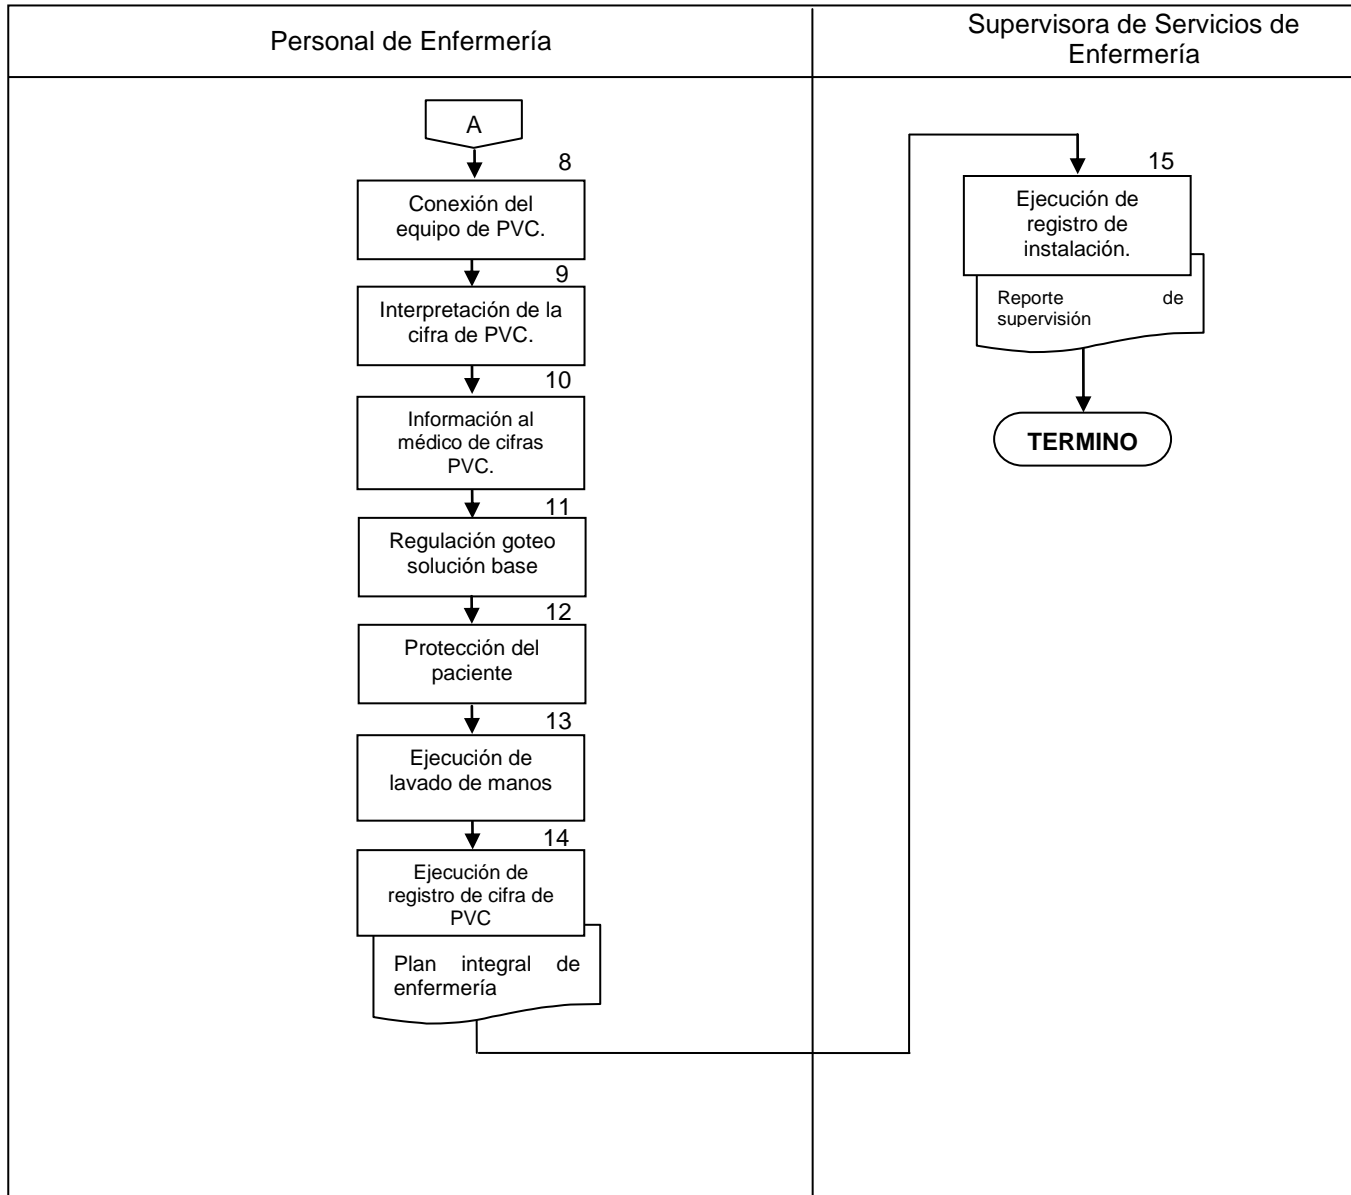 Personal de Enfermería
Supervisora de Servicios de
Enfermería
A
8
Conexión del
equipo de PVC.
9
Interpretación de la
cifra de PVC.
10
Información al
médico de cifras
PVC.
11
Regulación goteo
solución base
12
Protección del
paciente
13
Ejecución de
lavado de manos
14
Ejecución de
registro de cifra de
PVC
Plan integral de
enfermería
15
Ejecución de
registro de
instalación.
Reporte de
supervisión
TERMINO